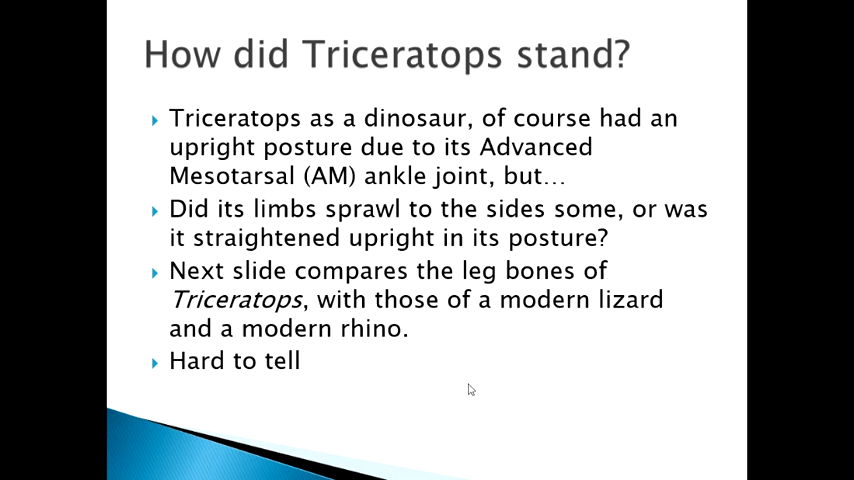 How did Triceratops stand?
Triceratops as a dinosaur, of course had an
upright posture due to its Advanced
Mesotarsal (AM) ankle joint, but…
Did its limbs sprawl to the sides some, or was
it straightened upright in its posture?
Next slide compares the leg bones of
Triceratops, with those of a modern lizard
and a modern rhino.
Hard to tell